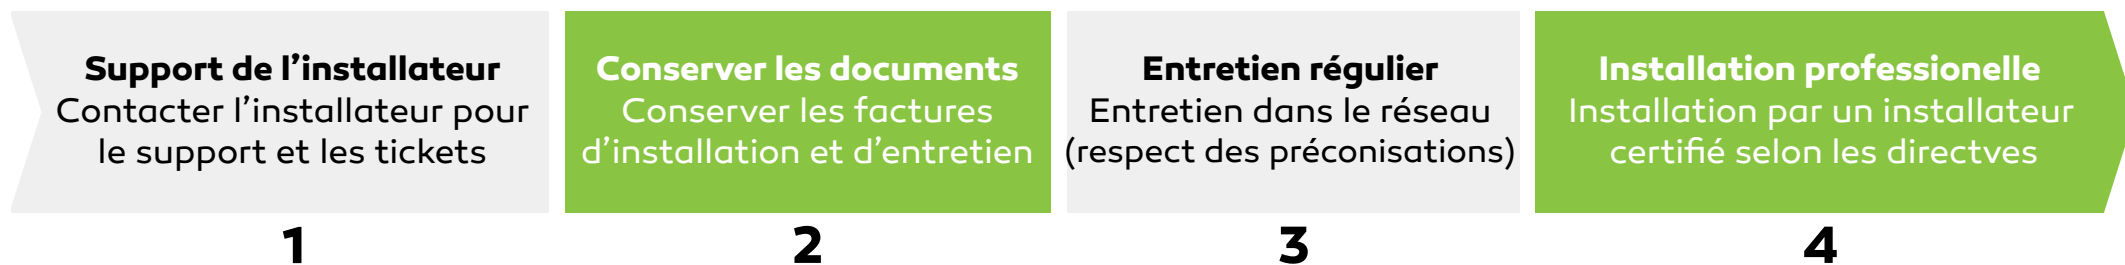 Support de l’installateur
Contacter l’installateur pour
le support et les tickets
1
Conserver les documents
Conserver les factures
d’installation et d’entretien
2
Entretien régulier
Entretien dans le réseau
(respect des préconisations)
3
Installation professionelle
Installation par un installateur
certifié selon les directves
4